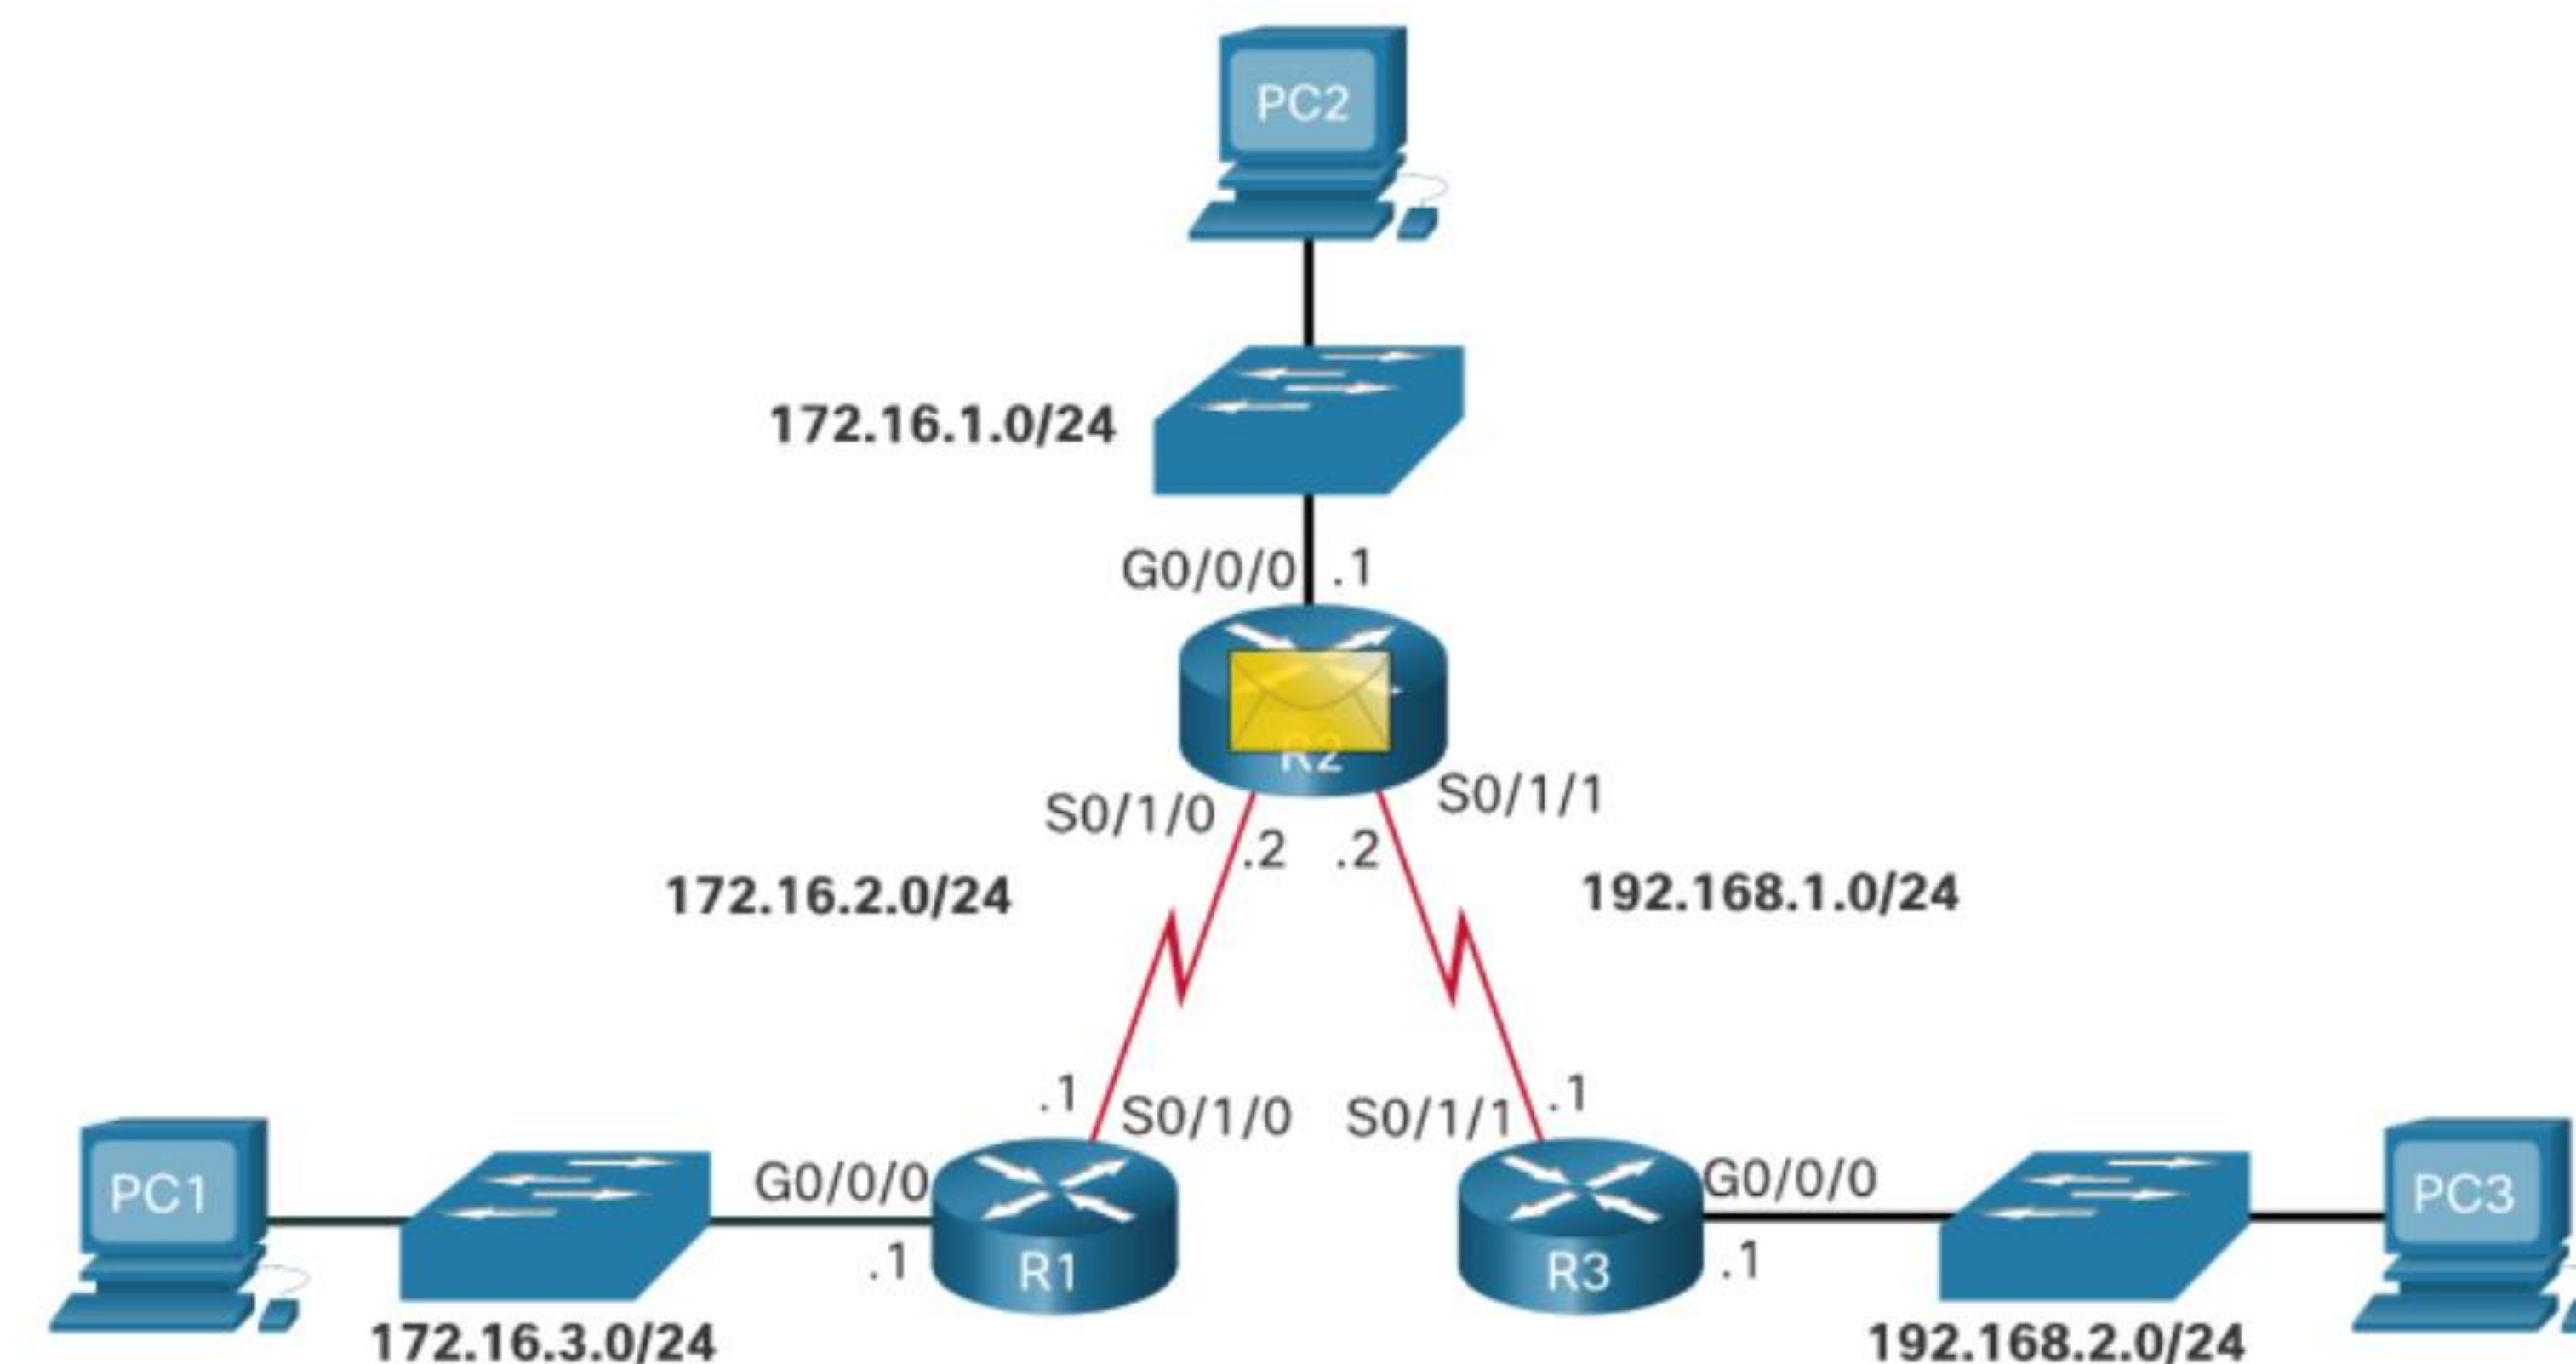 PC2
172.16.1.0/24
G0/0/0 .1
R2
S0/1/0 S0/1/1
.2 .2
172.16.2.0/24 192.168.1.0/24
.1 .1
S0/1/0 S0/1/1
PC1 G0/0/0 G0/0/0 PC3
.1 R1 R3 .1
172.16.3.0/24 192.168.2.0/24